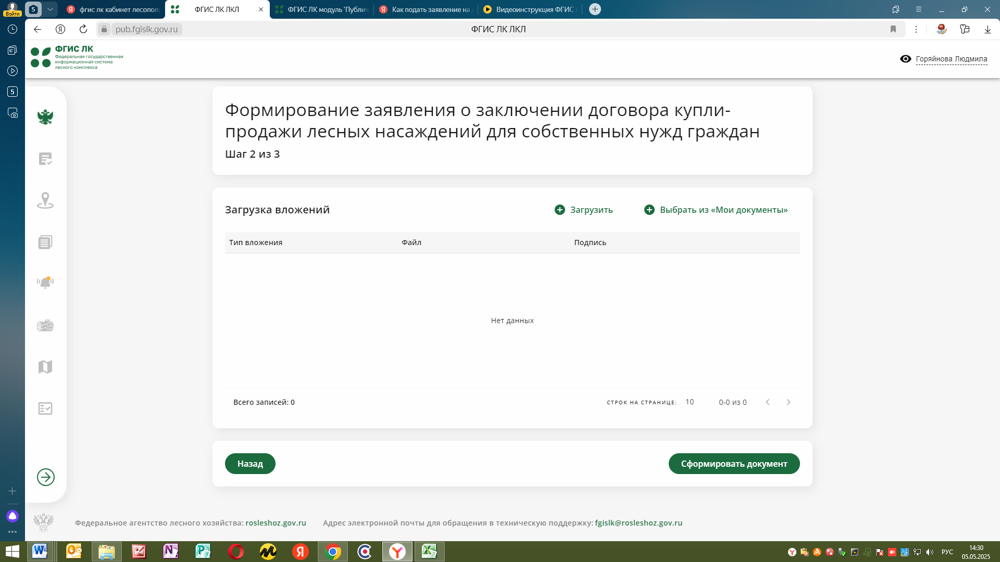 Войти
5
фгис лк кабинет лесопол
ФГИС ЛК ЛКЛ
ФГИС ЛК модуль 'Публич
Как подать заявление на
Видеоинструкция ФГИС
pub.fgislk.gov.ru
ФГИС ЛК ЛКЛ
5
ФГИС ЛК
Федеральная государственная
информационная система
лесного комплекса
Горяйнова Людмила
Формирование заявления о заключении договора купли-
продажи лесных насаждений для собственных нужд граждан
Шаг 2 из 3
Загрузка вложений
Загрузить
Выбрать из «Мои документы»
Тип вложения
Файл
Подпись
Нет данных
Всего записей: 0
СТРОК НА СТРАНИЦЕ:
10
0-0 из 0
Назад
Сформировать документ
Федеральное агентство лесного хозяйства: rosleshoz.gov.ru
Адрес электронной почты для обращения в техническую поддержку: fgislk@rosleshoz.gov.ru
РУС
14:30
05.05.2025